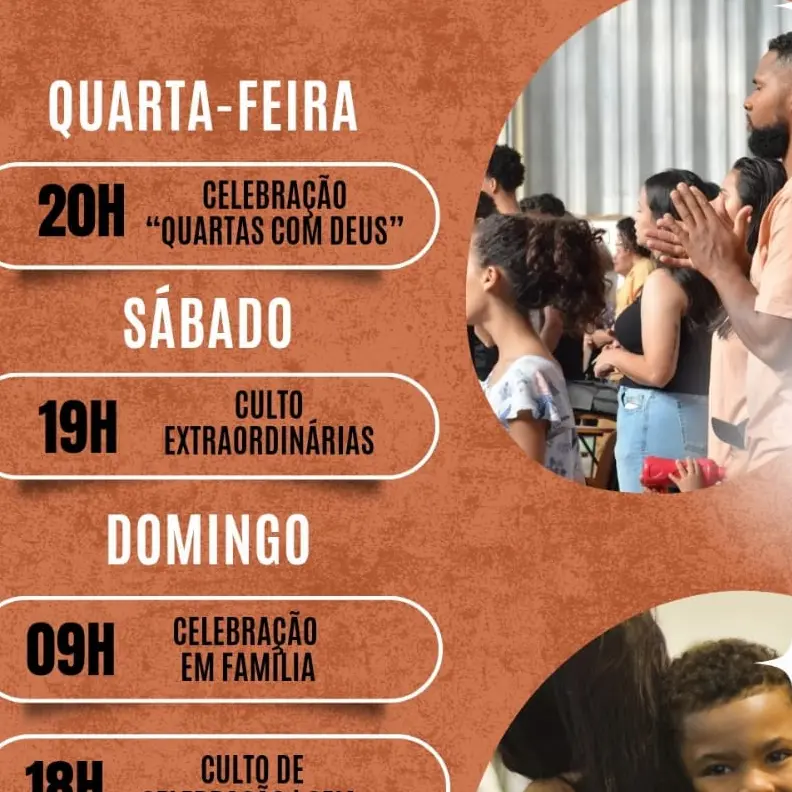 QUARTA-FEIRA
20H
CELEBRAÇÃO
“QUARTAS COM DEUS”
SÁBADO
19H
CULTO
EXTRAORDINÁRIAS
DOMINGO
09H
CELEBRAÇÃO
EM FAMÍLIA
18H
CULTO DE